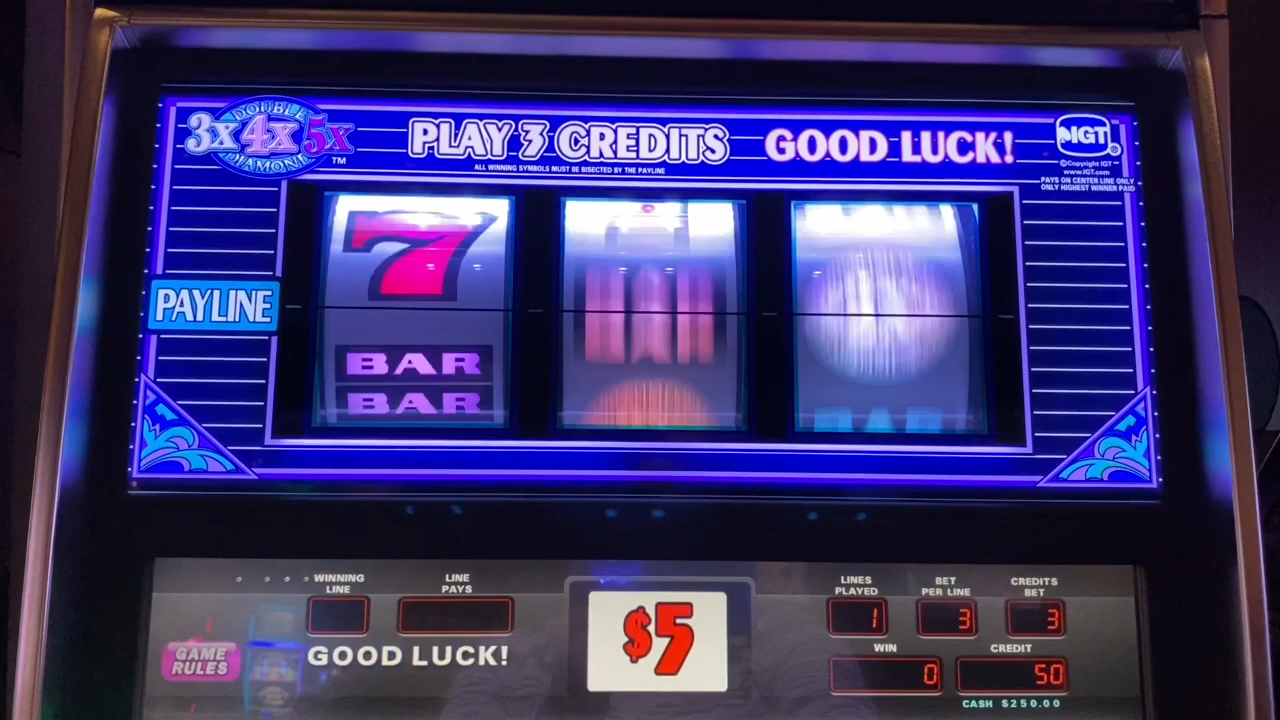 DOUBLE
3x 4x 5x
DIAMOND
TM
PLAY 3 CREDITS
GOOD LUCK!
ALL WINNING SYMBOLS MUST BE BISECTED BY THE PAYLINE
IGT
®
©Copyright IGT
www.IGT.com
PAYS ON CENTER LINE ONLY
ONLY HIGHEST WINNER PAID
7
PAYLINE
BAR
BAR
BAR
WINNING
LINE
LINE
PAYS
GOOD LUCK!
GAME
RULES
$5
LINES
PLAYED
1
BET
PER LINE
3
CREDITS
BET
3
WIN
0
CREDIT
50
CASH $250.00